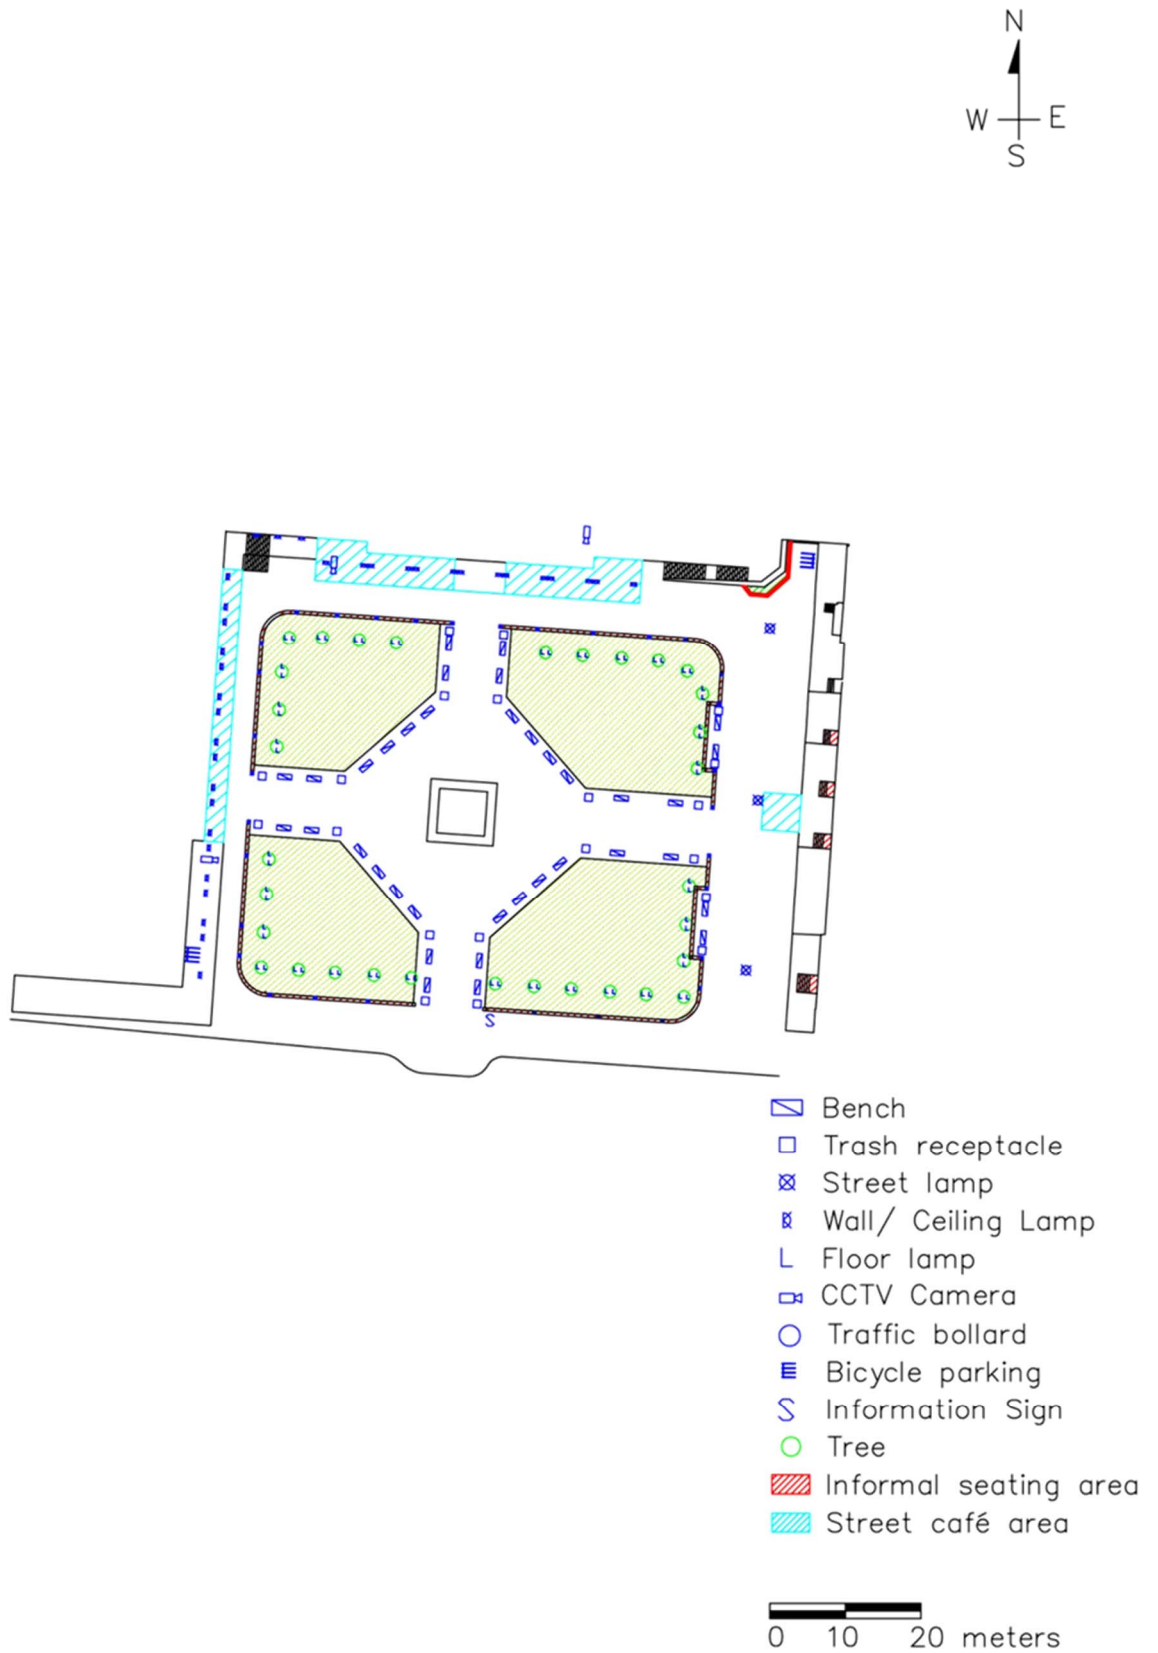 N
W E
S
S
Bench
Trash receptacle
Street lamp
Wall/ Ceiling Lamp
L Floor lamp
CCTV Camera
Traffic bollard
Bicycle parking
S Information Sign
Tree
Informal seating area
Street café area
0 10 20 meters